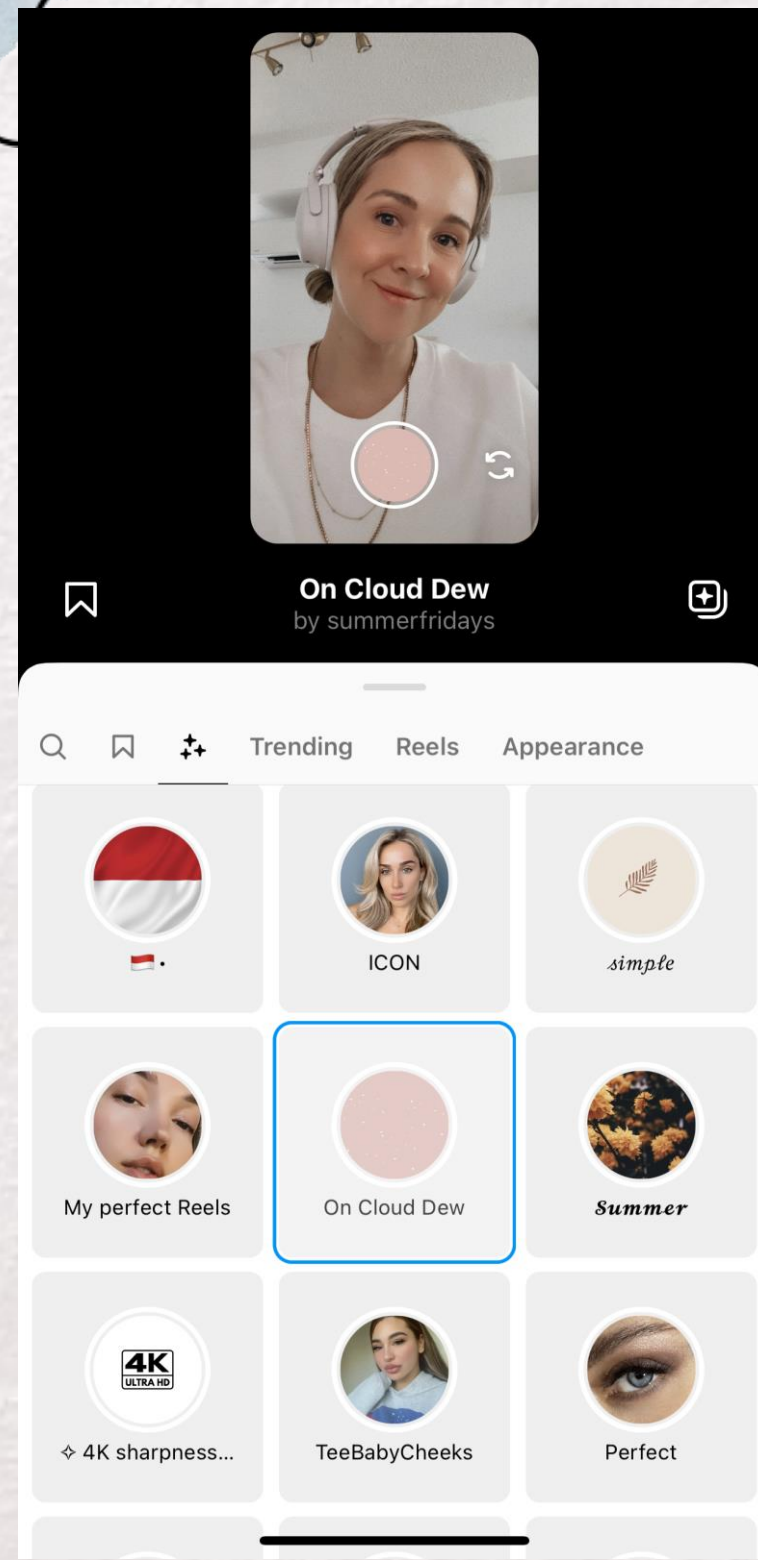 On Cloud Dew
by summerfridays
Trending Reels Appearance
🇮🇩 •
ICON
simple
My perfect Reels
On Cloud Dew
Summer
4K
ULTRA HD
✧ 4K sharpness...
TeeBabyCheeks
Perfect